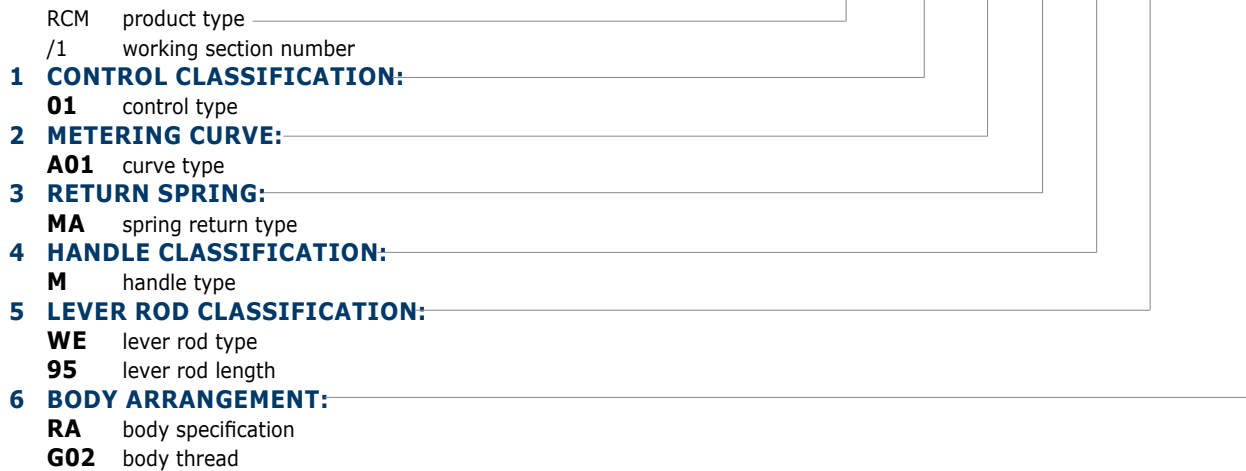 RCM product type
/1 working section number
1 CONTROL CLASSIFICATION:
01 control type
2 METERING CURVE:
A01 curve type
3 RETURN SPRING:
MA spring return type
4 HANDLE CLASSIFICATION:
M handle type
5 LEVER ROD CLASSIFICATION:
WE lever rod type
95 lever rod length
6 BODY ARRANGEMENT:
RA body specification
G02 body thread